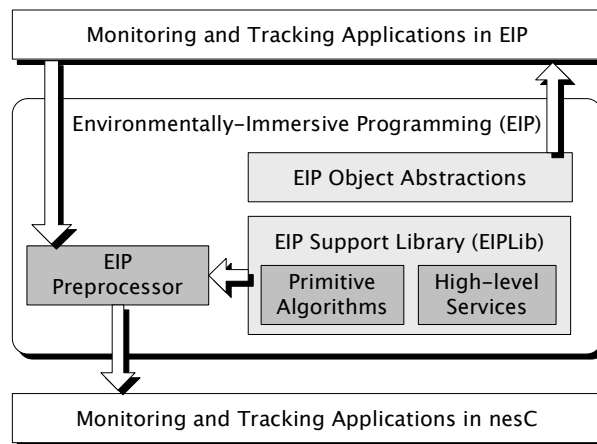 Monitoring and Tracking Applications in EIP
Environmentally-Immersive Programming (EIP)
EIP Object Abstractions
EIP Support Library (EIPLib)
EIP
Preprocessor
Primitive
Algorithms
High-level
Services
Monitoring and Tracking Applications in nesC